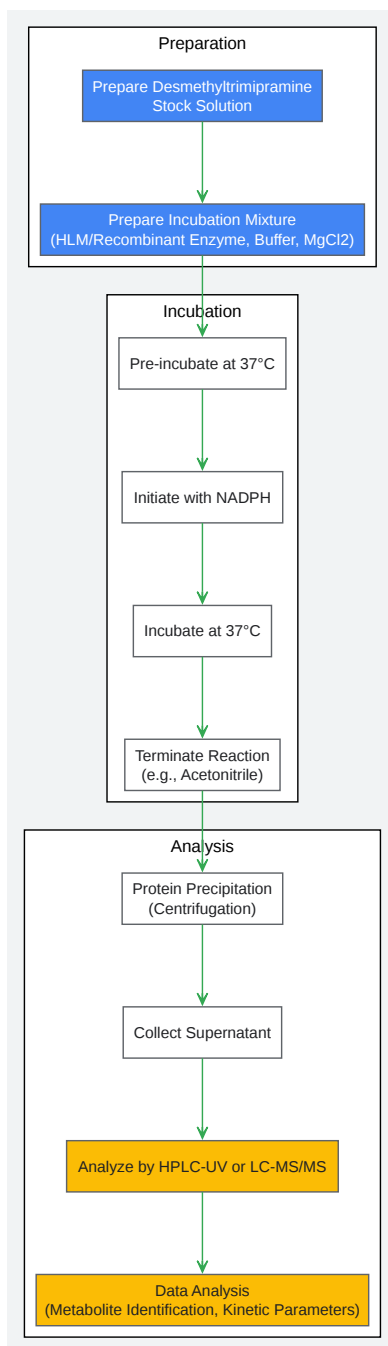 Preparation
Prepare Desmethyltrimipramine
Stock Solution
Prepare Incubation Mixture
(HLM/Recombinant Enzyme, Buffer, MgCl2)
Incubation
Pre-incubate at 37°C
Initiate with NADPH
Incubate at 37°C
Terminate Reaction
(e.g., Acetonitrile)
Analysis
Protein Precipitation
(Centrifugation)
Collect Supernatant
Analyze by HPLC-UV or LC-MS/MS
Data Analysis
(Metabolite Identification, Kinetic Parameters)